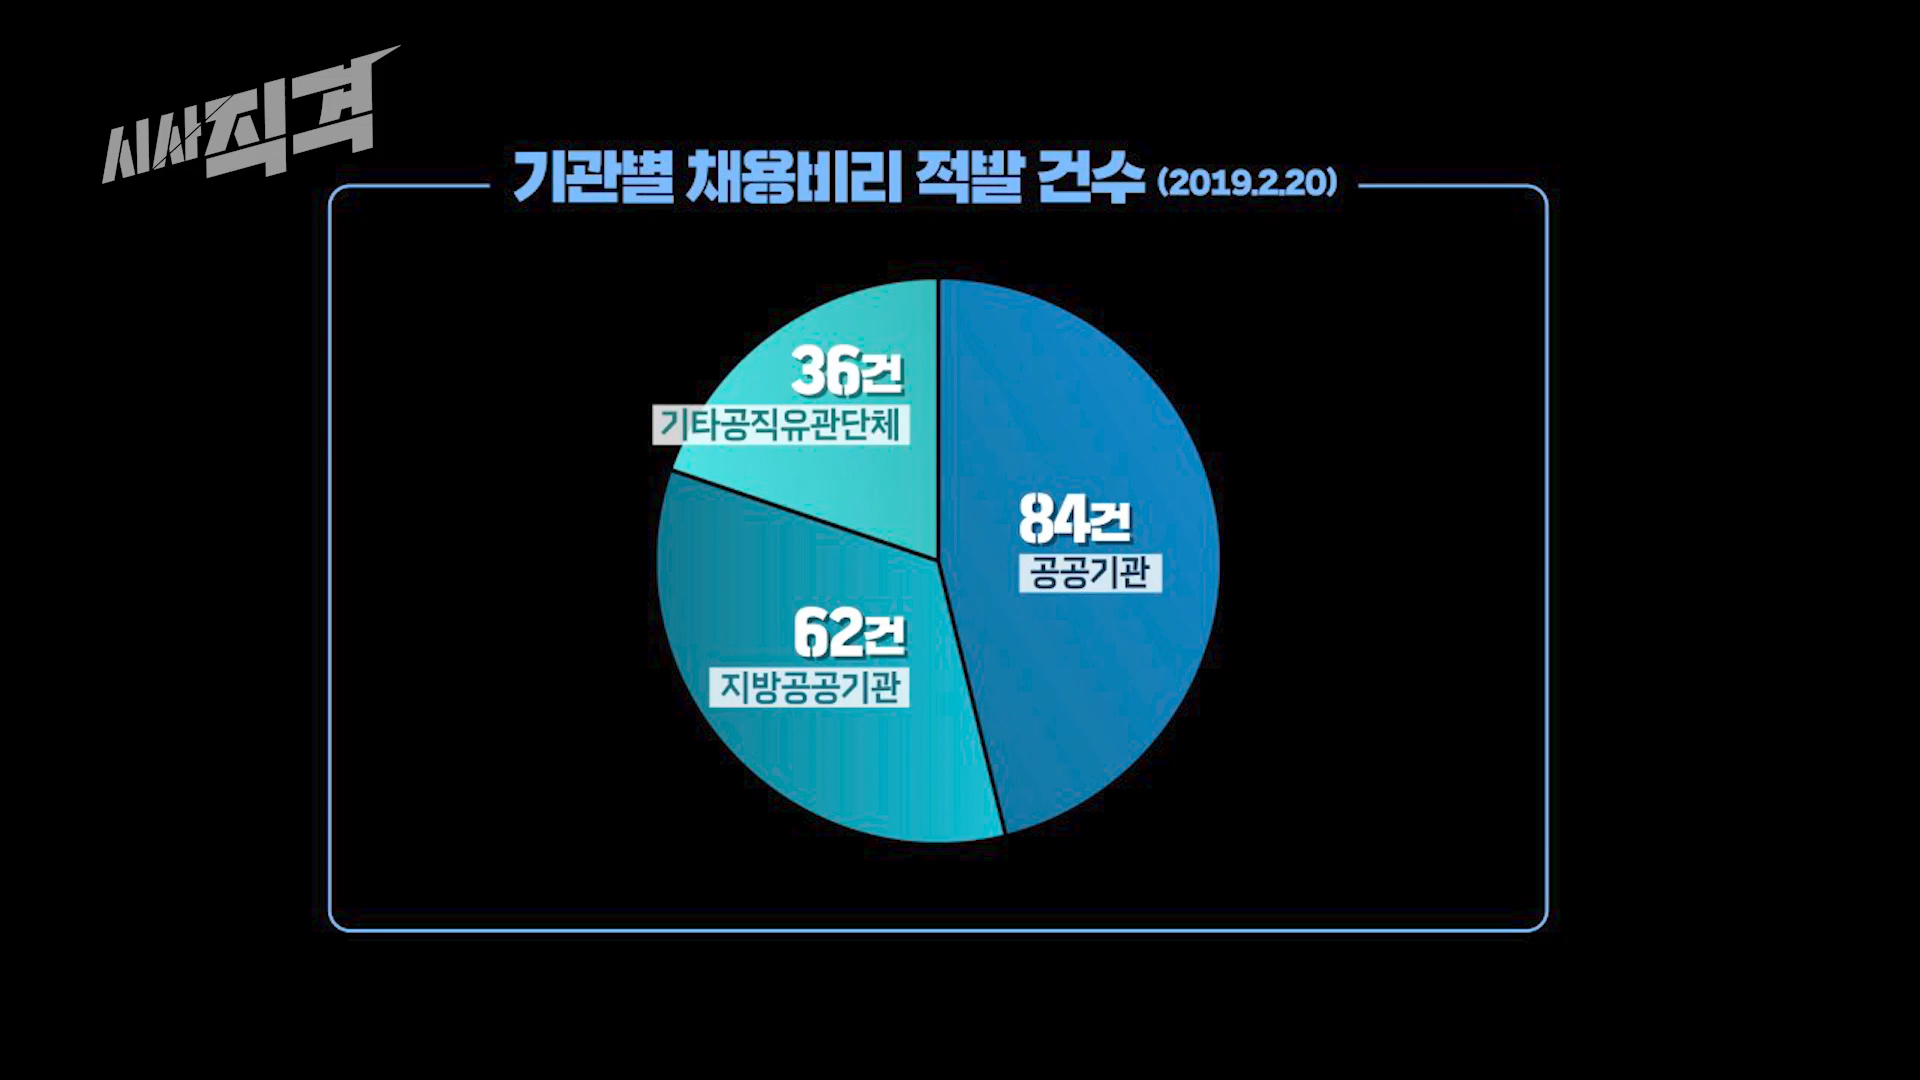 시사직격
기관별 채용비리 적발 건수 (2019.2.20)
36건
기타공직유관단체
84건
공공기관
62건
지방공공기관